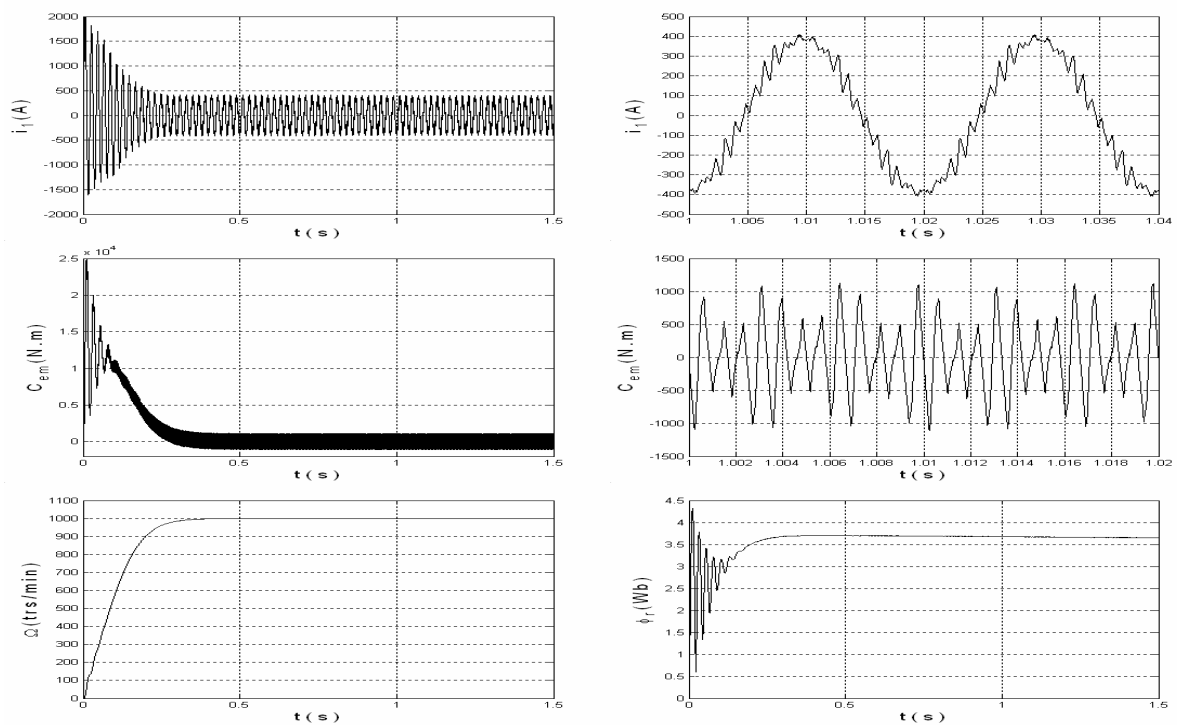 2000
1500
1000
500
0
-500
-1000
-1500
2000
i1(A)
0 0.5 1 1.5
t(s)
500
400
300
200
100
0
-100
200
300
400
-500
i1(A)
1 1.005 1.01 1.015 1.02 1.025 1.03 1.035 1.04
t(s)
x 10^4
2.5
2
1.5
1
0.5
0
Cem(N.m)
0 0.5 1 1.5
t(s)
1500
1000
500
0
-500
-1000
-1500
Cem(N.m)
1 1.002 1.004 1.006 1.008 1.01 1.012 1.014 1.016 1.018 1.02
t(s)
1100
1000
900
800
700
600
500
400
300
200
100
0
Ω(trs/min)
0 0.5 1 1.5
t(s)
4.5
4
3.5
3
2.5
2
1.5
1
0.5
0
ϕr(Wb)
0 0.5 1 1.5
t(s)